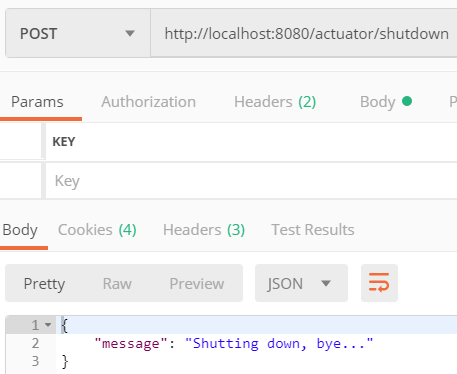 POST http://localhost:8080/actuator/shutdown
Params Authorization Headers (2) Body
KEY
Key
Body Cookies (4) Headers (3) Test Results
Pretty Raw Preview JSON
1 {
2 "message": "Shutting down, bye..."
3 }